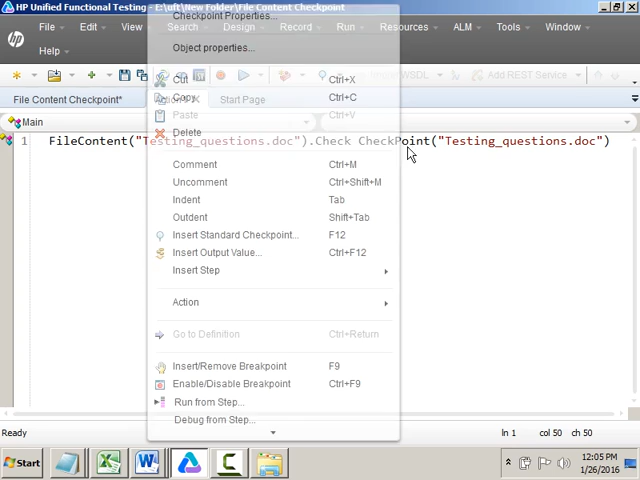 HP Unified Functional Testing - E:\uft\New Folder\File Content Checkpoint
File Edit View Search Design Record Run ALM Tools Window
Help
Add REST Service
File Content Checkpoint* Start Page
Main
1 FileContent("Testing_questions.doc").Check CheckPoint("Testing_questions.doc")
Checkpoint Properties...
Object properties...
Cut Ctrl+X
Copy Ctrl+C
Paste Ctrl+V
Delete
Comment Ctrl+M
Uncomment Ctrl+Shift+M
Indent Tab
Outdent Shift+Tab
Insert Standard Checkpoint... F12
Insert Output Value... Ctrl+F12
Insert Step
Action
Go to Definition Ctrl+Return
Insert/Remove Breakpoint F9
Enable/Disable Breakpoint Ctrl+F9
Run from Step...
Debug from Step...
Ready ln 1 col 50 ch 50
Start 12:05 PM
1/26/2016